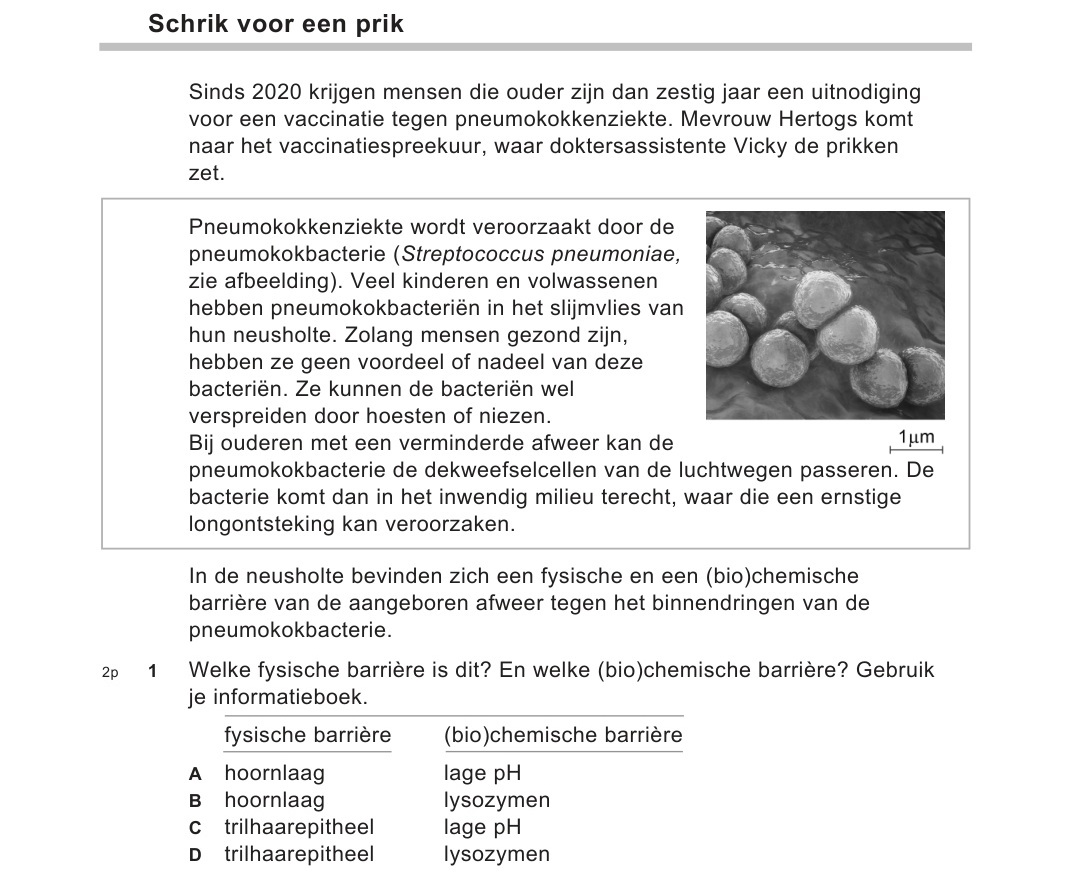 Schrik voor een prik
Sinds 2020 krijgen mensen die ouder zijn dan zestig jaar een uitnodiging
voor een vaccinatie tegen pneumokokkenziekte. Mevrouw Hertogs komt
naar het vaccinatiespreekuur, waar doktersassistente Vicky de prikken
zet.
Pneumokokkenziekte wordt veroorzaakt door de
pneumokokbacterie (Streptococcus pneumoniae,
zie afbeelding). Veel kinderen en volwassenen
hebben pneumokokbacteriën in het slijmvlies van
hun neusholte. Zolang mensen gezond zijn,
hebben ze geen voordeel of nadeel van deze
bacteriën. Ze kunnen de bacteriën wel
verspreiden door hoesten of niezen.
Bij ouderen met een verminderde afweer kan de
1µm
pneumokokbacterie de dekweefselcellen van de luchtwegen passeren. De
bacterie komt dan in het inwendig milieu terecht, waar die een ernstige
longontsteking kan veroorzaken.
In de neusholte bevinden zich een fysische en een (bio)chemische
barrière van de aangeboren afweer tegen het binnendringen van de
pneumokokbacterie.
2p 1 Welke fysische barrière is dit? En welke (bio)chemische barrière? Gebruik
je informatieboek.
fysische barrière (bio)chemische barrière
A hoornlaag lage pH
B hoornlaag lysozymen
C trilhaarepitheel lage pH
D trilhaarepitheel lysozymen